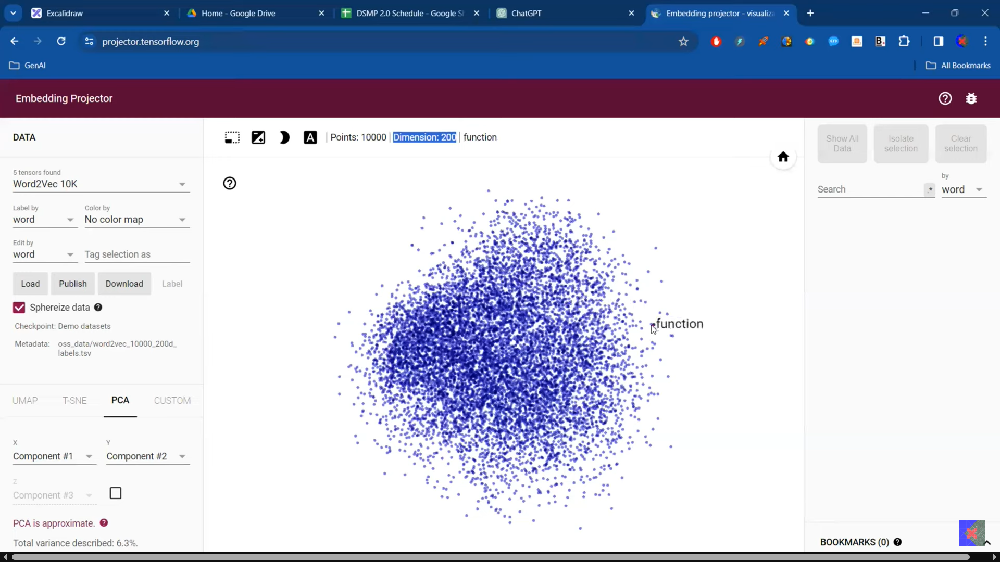 Excalidraw
Home - Google Drive
DSMP 2.0 Schedule - Google Sh
ChatGPT
Embedding projector - visualiza
projector.tensorflow.org
GenAI
All Bookmarks
Embedding Projector
DATA
Points: 10000 | Dimension: 200 | function
Show All Data
Isolate selection
Clear selection
5 tensors found
Word2Vec 10K
Label by
word
Color by
No color map
Edit by
word
Tag selection as
Load
Publish
Download
Label
Sphereize data
Checkpoint: Demo datasets
Metadata: oss_data/word2vec_10000_200d_
labels.tsv
UMAP
T-SNE
PCA
CUSTOM
X
Component #1
Y
Component #2
Z
Component #3
PCA is approximate.
Total variance described: 6.3%.
function
Search
.*
by
word
BOOKMARKS (0)